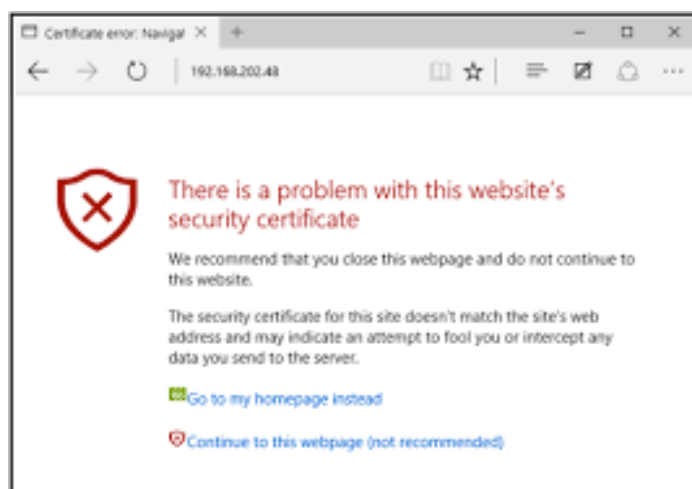 Certificate error: Navigat
192.168.202.48
There is a problem with this website's
security certificate
We recommend that you close this webpage and do not continue to
this website.
The security certificate for this site doesn't match the site's web
address and may indicate an attempt to fool you or intercept any
data you send to the server.
Go to my homepage instead
Continue to this webpage (not recommended)